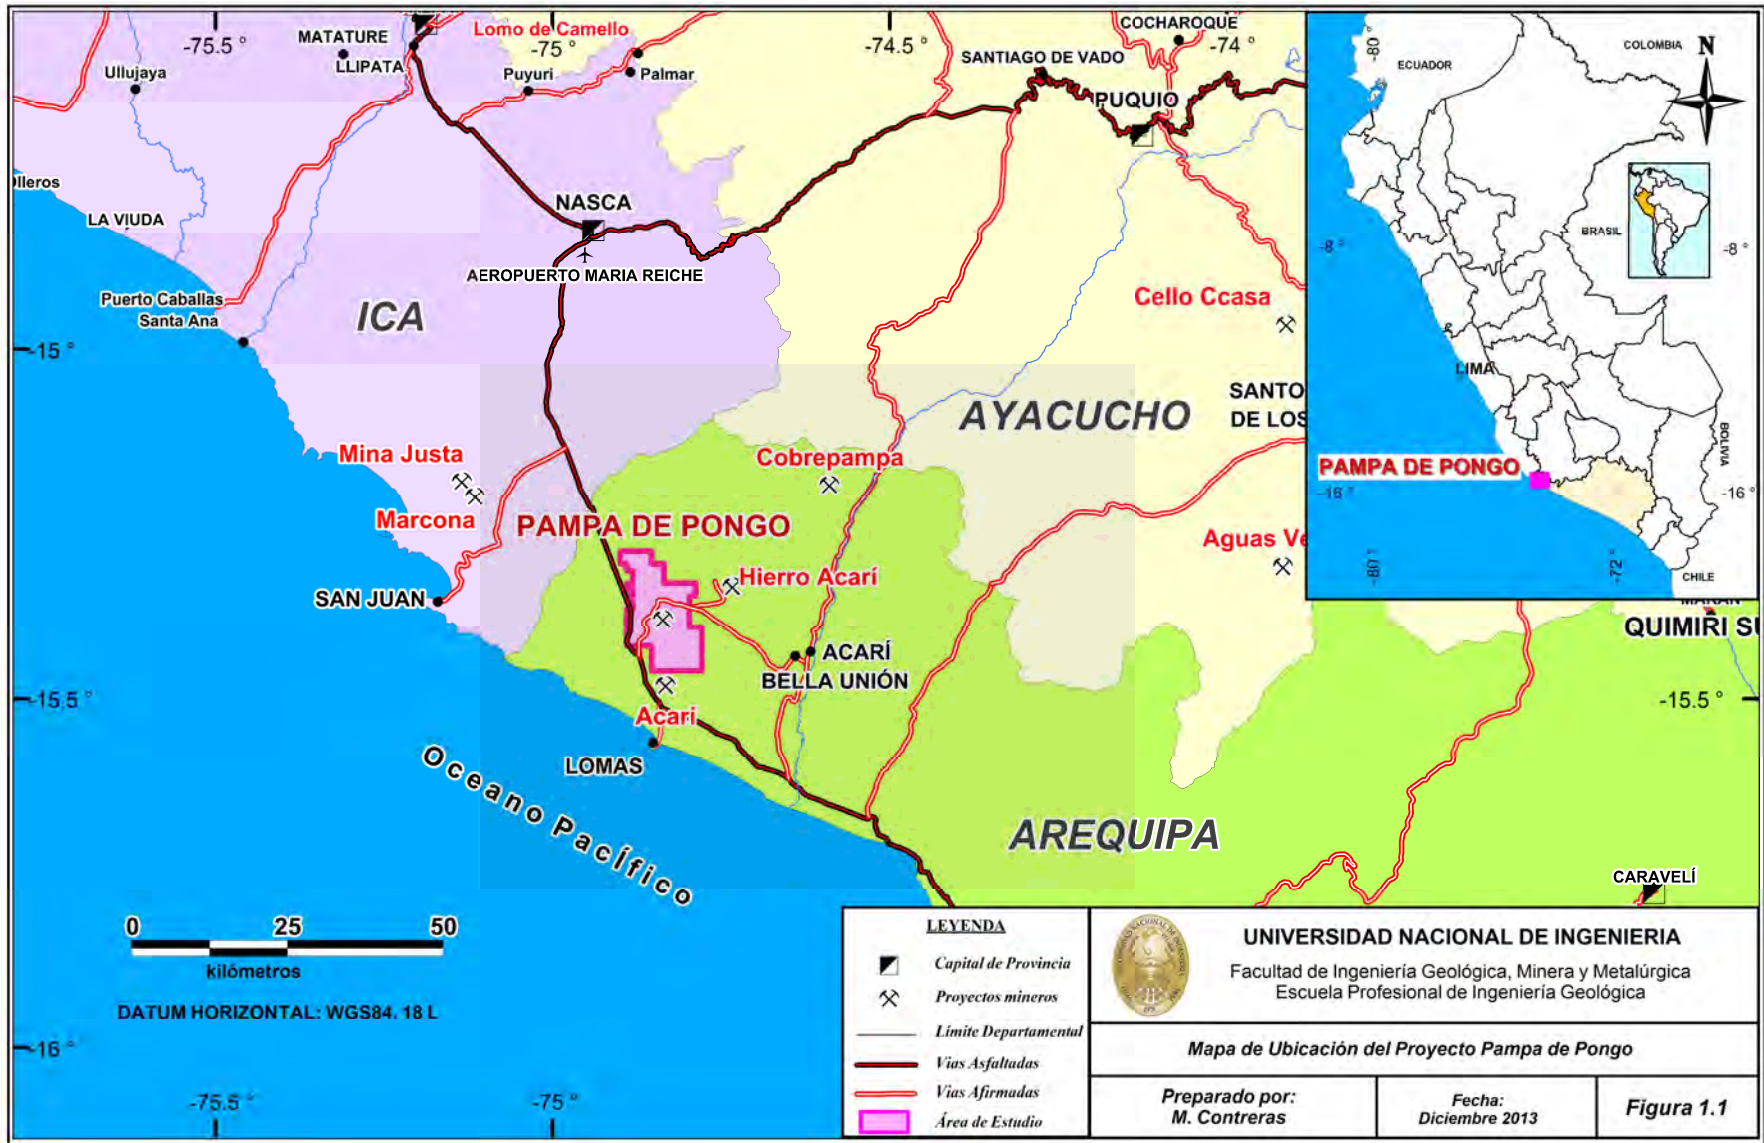 -75.5 °
MATATURE
LLIPATA
Lomo de Camello
-75 °
Puyuri
Palmar
Ullujaya
-74.5 °
SANTIAGO DE VADO
COCHAROQUE
-74 °
PUQUIO
lleros
LA VIUDA
NASCA
AEROPUERTO MARIA REICHE
Puerto Caballas
Santa Ana
ICA
-15 °
Cello Ccasa
AYACUCHO
SANTO
DE LOS
Mina Justa
Marcona
Cobrepampa
PAMPA DE PONGO
Aguas Ve
Hierro Acarí
SAN JUAN
ACARÍ
BELLA UNIÓN
QUIMIRI SU
-15.5 °
-15.5 °
Acarí
LOMAS
Oceano Pacífico
AREQUIPA
CARAVELÍ
0 25 50
kilómetros
DATUM HORIZONTAL: WGS84. 18 L
-16 °
-75.5 °
-75 °
-80 °
COLOMBIA
N
ECUADOR
BRASIL
-8 °
-8 °
LIMA
BOLIVIA
PAMPA DE PONGO
-16 °
-16 °
-80 °
-72 °
CHILE
LEYENDA
Capital de Provincia
Proyectos mineros
Límite Departamental
Vias Asfaltadas
Vias Afirmadas
Área de Estudio
UNIVERSIDAD NACIONAL DE INGENIERIA
Facultad de Ingeniería Geológica, Minera y Metalúrgica
Escuela Profesional de Ingeniería Geológica
Mapa de Ubicación del Proyecto Pampa de Pongo
Preparado por:
M. Contreras
Fecha:
Diciembre 2013
Figura 1.1